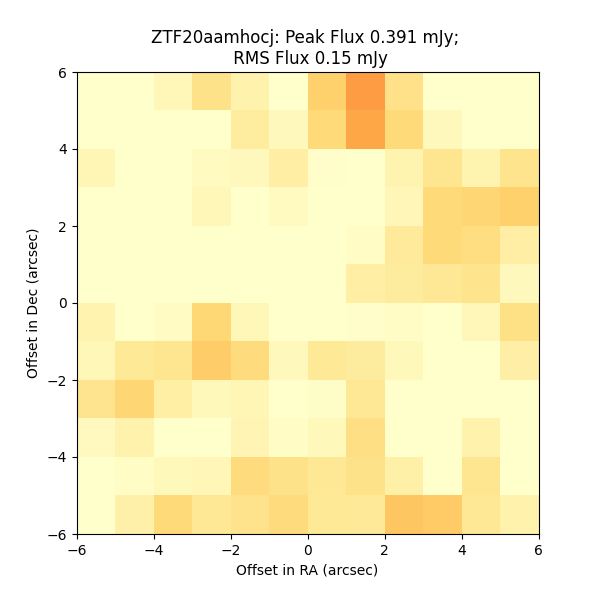 ZTF20aamhocj: Peak Flux 0.391 mJy;
RMS Flux 0.15 mJy
6
4
2
0
−2
−4
−6
Offset in Dec (arcsec)
−6 −4 −2 0 2 4 6
Offset in RA (arcsec)